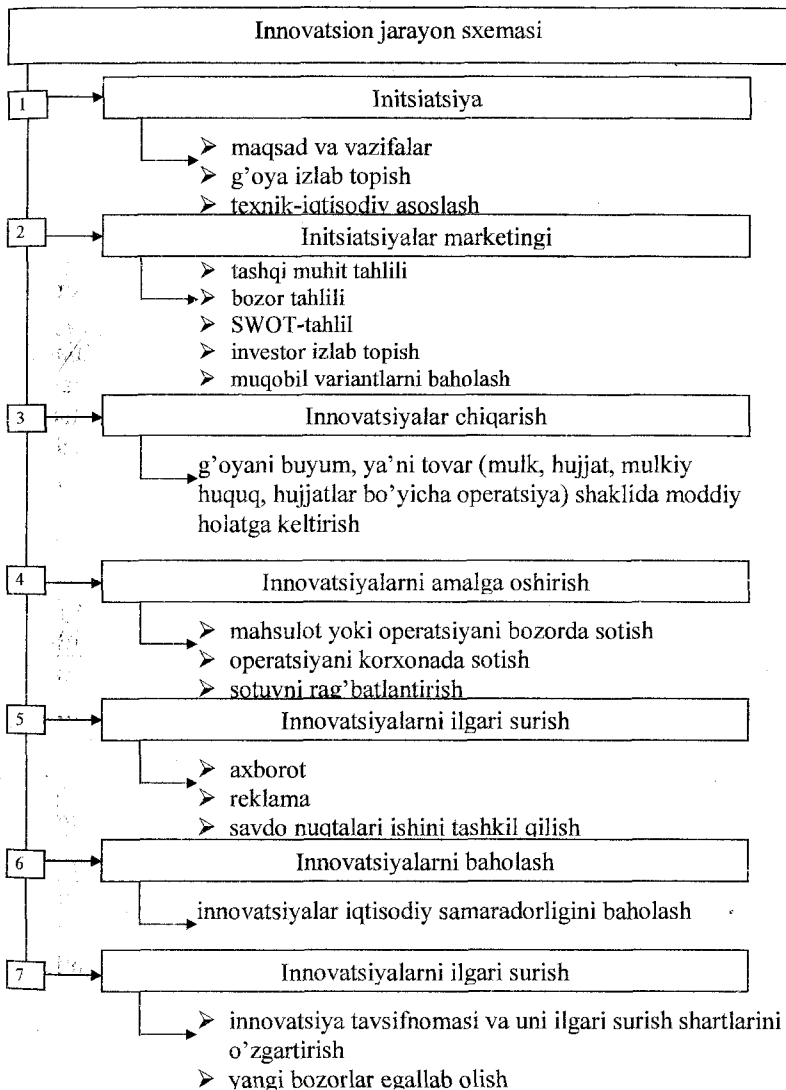 Innovatsion jarayon sxemasi
1
Initsiatsiya
➢ maqsad va vazifalar
➢ g’oya izlab topish
➢ texnik-iqtisodiy asoslash
2
Initsiatsiyalar marketingi
➢ tashqi muhit tahlili
➢ bozor tahlili
➢ SWOT-tahlil
➢ investor izlab topish
➢ muqobil variantlarni baholash
3
Innovatsiyalar chiqarish
g’oyani buyum, ya’ni tovar (mulk, hujjat, mulkiy
huquq, hujjatlar bo’yicha operatsiya) shaklida moddiy
holatga keltirish
4
Innovatsiyalarni amalga oshirish
➢ mahsulot yoki operatsiyani bozorda sotish
➢ operatsiyani korxonada sotish
➢ sotuvni rag’batlantirish
5
Innovatsiyalarni ilgari surish
➢ axborot
➢ reklama
➢ savdo nuqtalari ishini tashkil qilish
6
Innovatsiyalarni baholash
innovatsiyalar iqtisodiy samaradorligini baholash
7
Innovatsiyalarni ilgari surish
➢ innovatsiya tavsifnomasi va uni ilgari surish shartlarini
o’zgartirish
➢ yangi bozorlar egallab olish